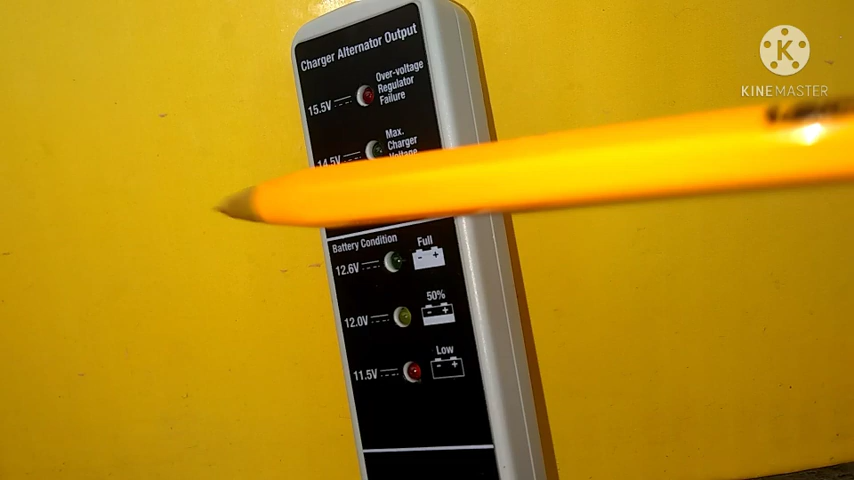 Charger Alternator Output
15.5V
Over-voltage
Regulator
Failure
14.5V
Max.
Charger
Voltage
Battery Condition
Full
12.6V
50%
12.0V
Low
11.5V
K
KINEMASTER